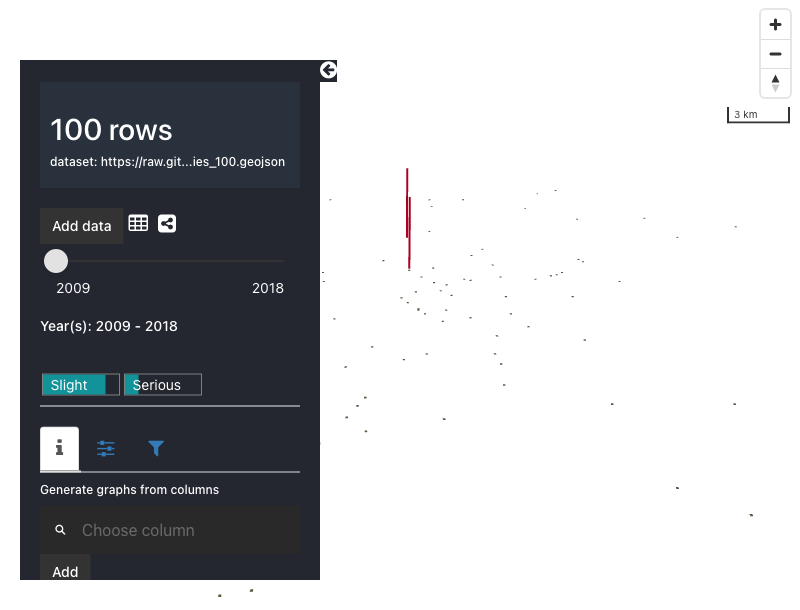 3 km
100 rows
dataset: https://raw.git...ies_100.geojson
Add data
2009 2018
Year(s): 2009 - 2018
Slight Serious
Generate graphs from columns
Choose column
Add